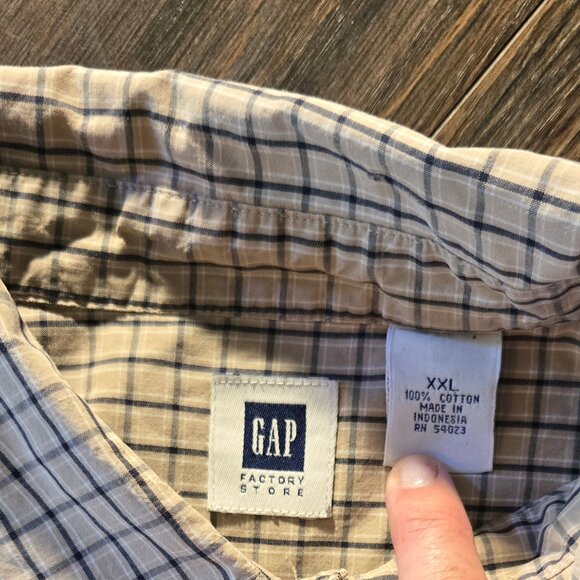 GAP
FACTORY
STORE
XXL
100% COTTON
MADE IN
INDONESIA
RN 54023